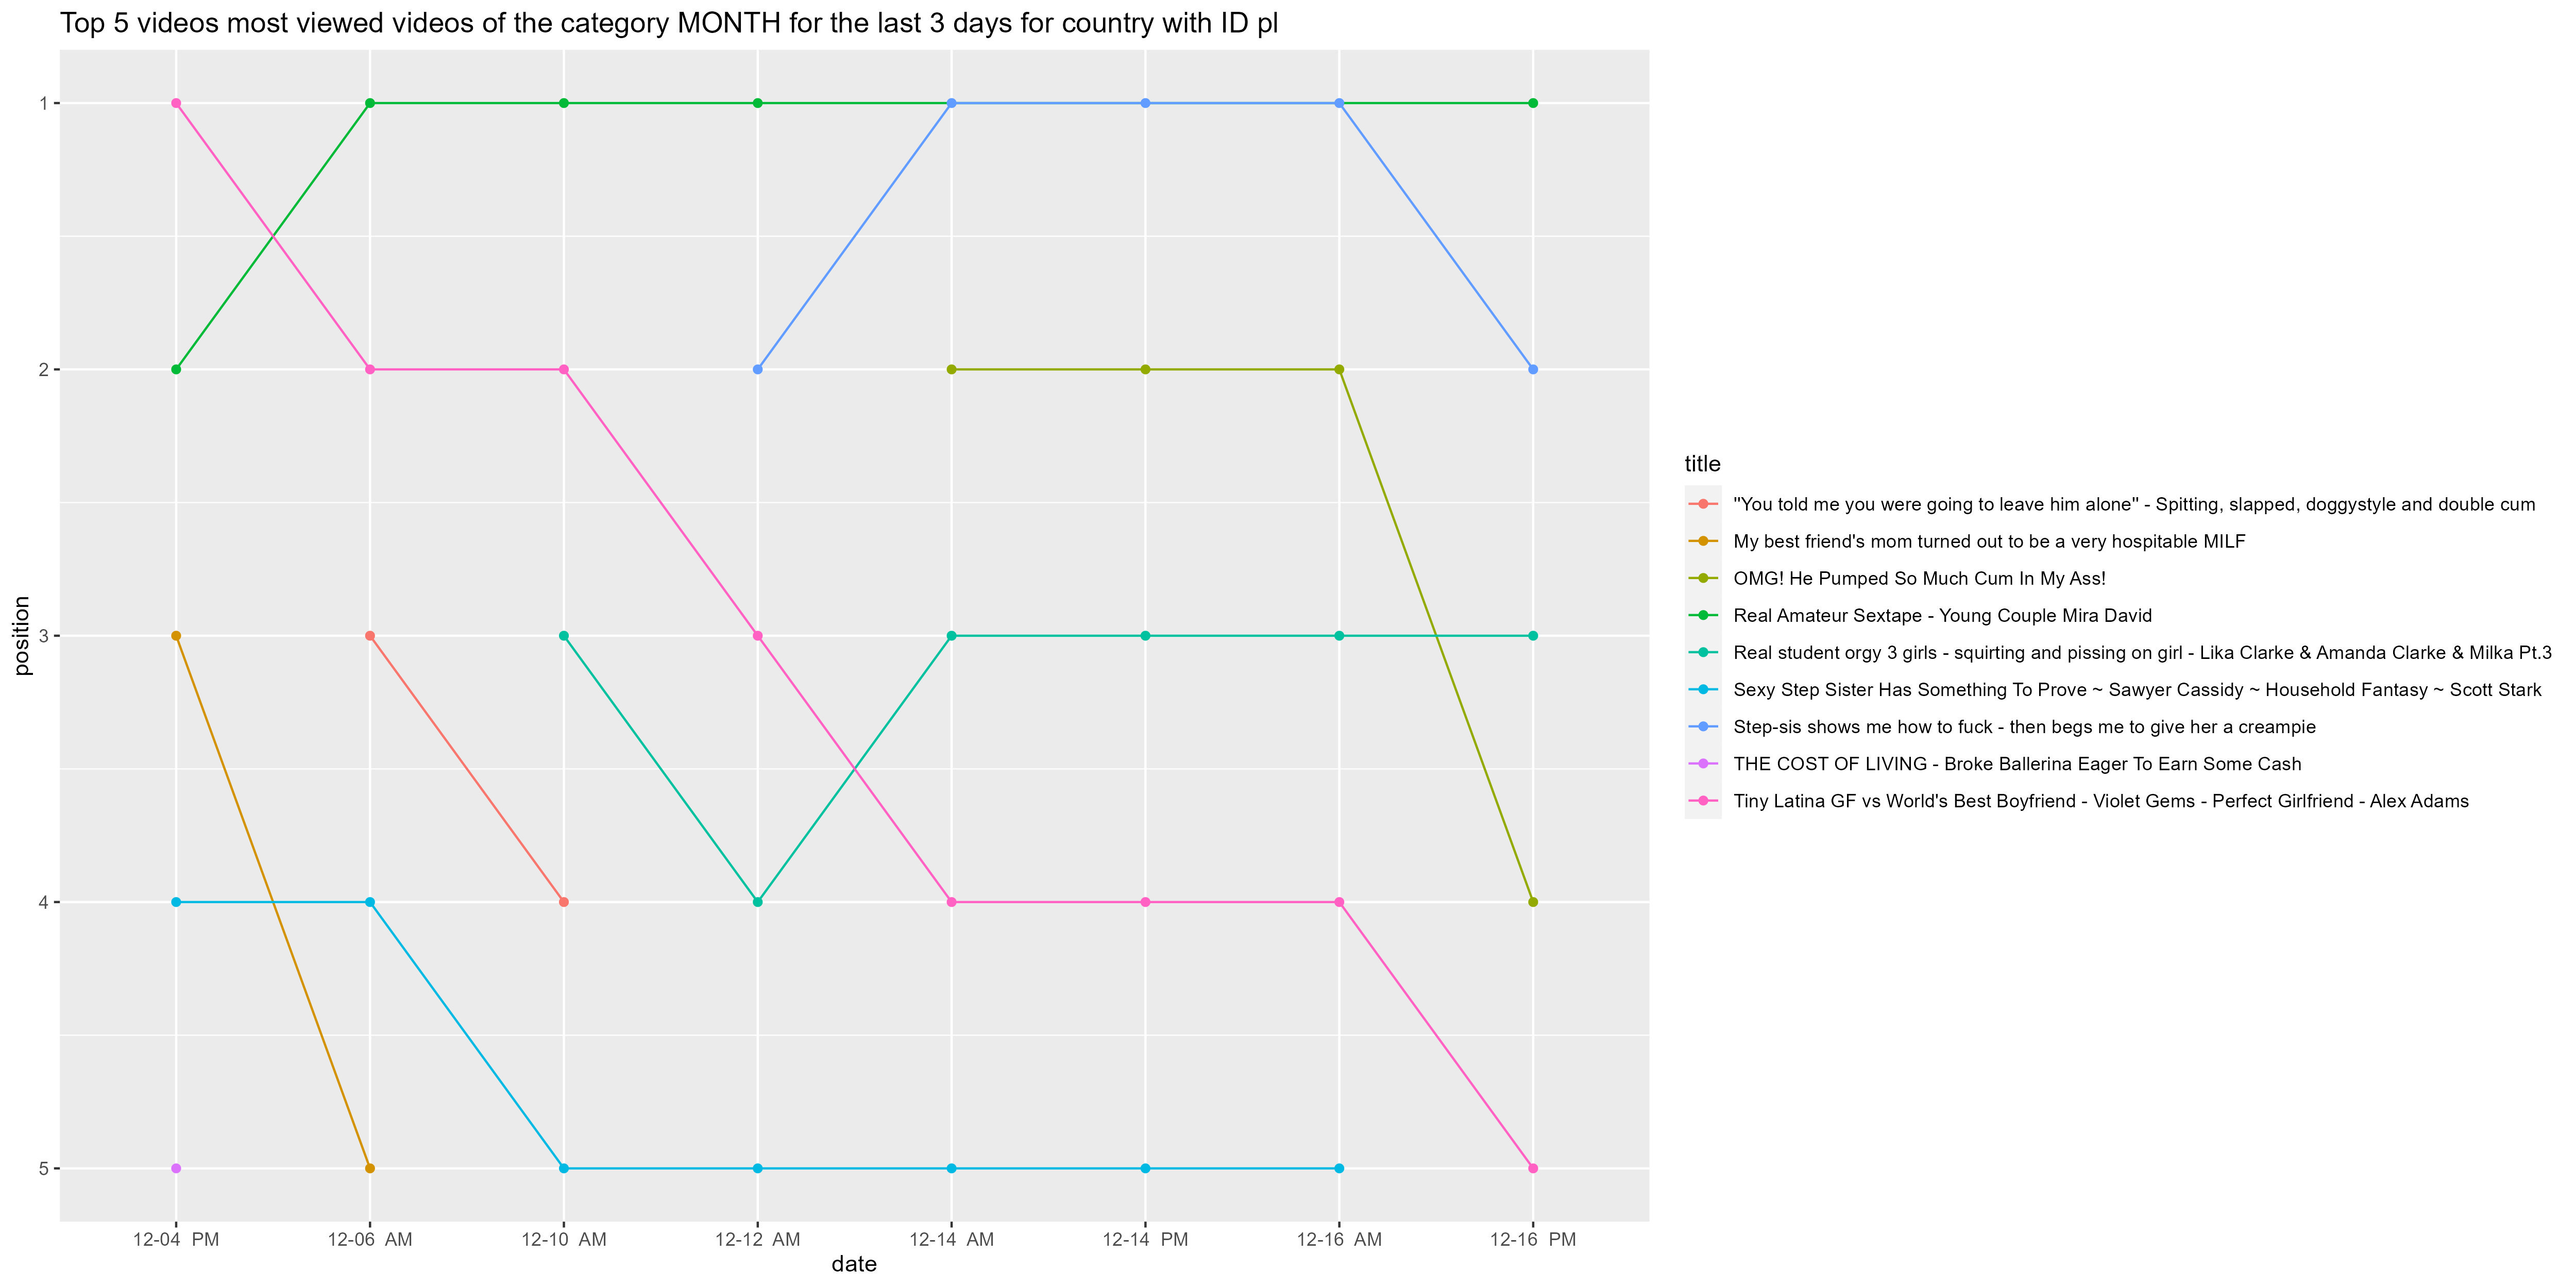 Top 5 videos most viewed videos of the category MONTH for the last 3 days for country with ID pl
position
1
2
3
4
5
12-04 PM
12-06 AM
12-10 AM
12-12 AM
12-14 AM
12-14 PM
12-16 AM
12-16 PM
date
title
"You told me you were going to leave him alone" - Spitting, slapped, doggystyle and double cum
My best friend's mom turned out to be a very hospitable MILF
OMG! He Pumped So Much Cum In My Ass!
Real Amateur Sextape - Young Couple Mira David
Real student orgy 3 girls - squirting and pissing on girl - Lika Clarke & Amanda Clarke & Milka Pt.3
Sexy Step Sister Has Something To Prove ~ Sawyer Cassidy ~ Household Fantasy ~ Scott Stark
Step-sis shows me how to fuck - then begs me to give her a creampie
THE COST OF LIVING - Broke Ballerina Eager To Earn Some Cash
Tiny Latina GF vs World's Best Boyfriend - Violet Gems - Perfect Girlfriend - Alex Adams